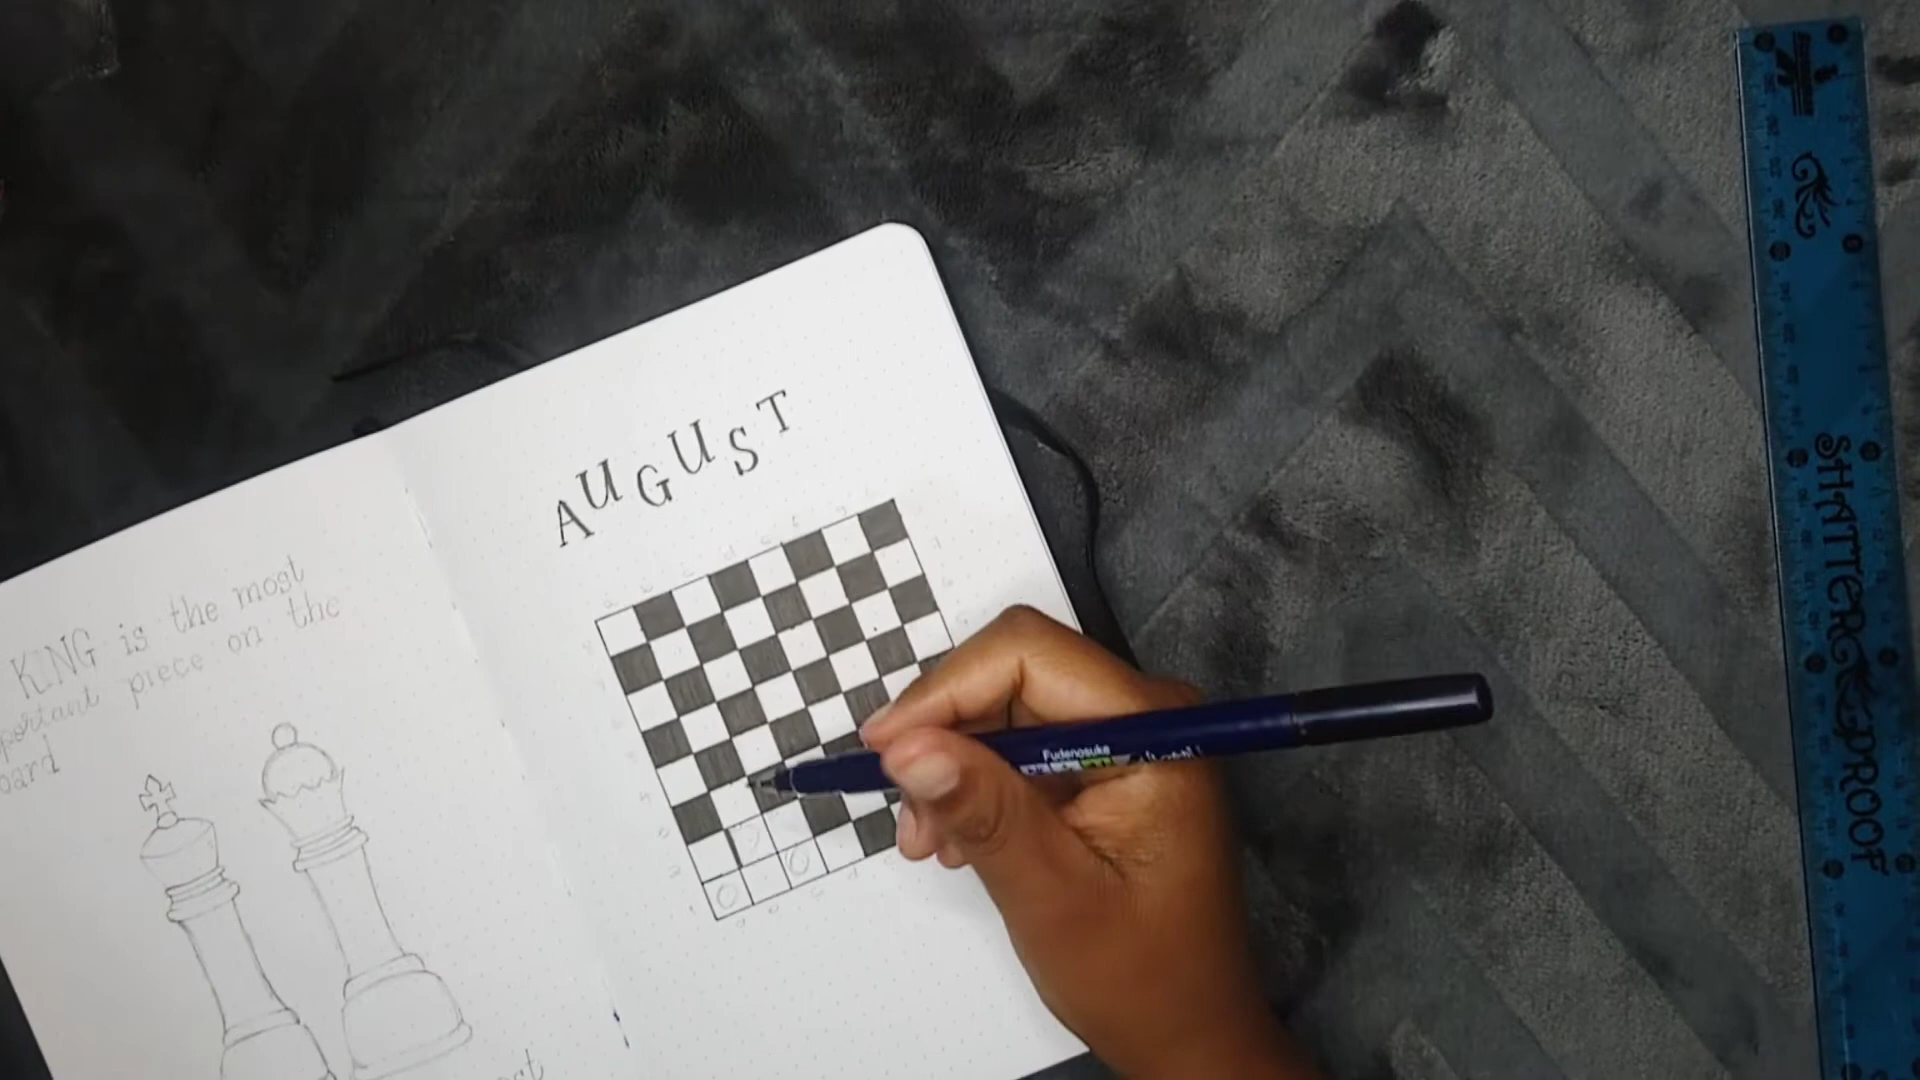 KING is the most
portant piece on the
oard
AUGUST
Fudenosuke
SHATTERPROOF